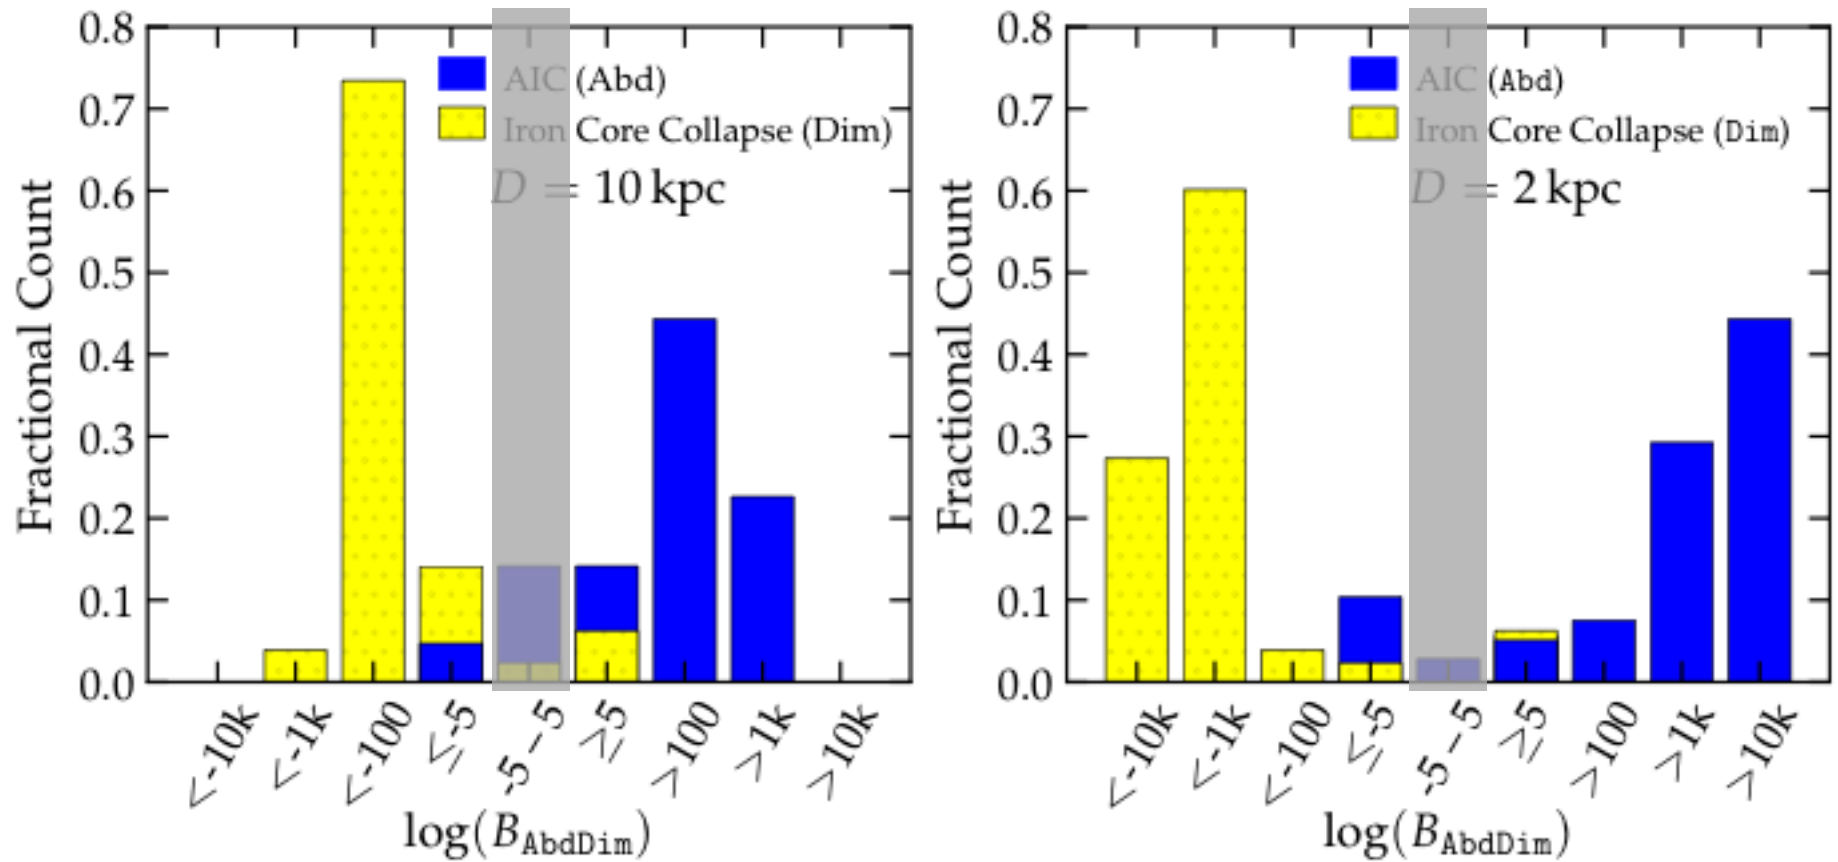 0.8
0.7
0.6
0.5
0.4
0.3
0.2
0.1
0.0
Fractional Count
AIC (Abd)
Iron Core Collapse (Dim)
D = 10 kpc
<-10k
<-1k
<-100
≤-5
-5 – 5
≥5
>100
>1k
>10k
log(B_AbdDim)
0.8
0.7
0.6
0.5
0.4
0.3
0.2
0.1
0.0
Fractional Count
AIC (Abd)
Iron Core Collapse (Dim)
D = 2 kpc
<-10k
<-1k
<-100
≤-5
-5 – 5
≥5
>100
>1k
>10k
log(B_AbdDim)